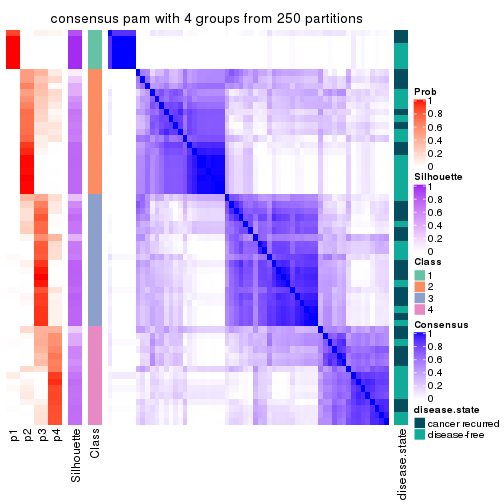 consensus pam with 4 groups from 250 partitions
Prob
1
0.8
0.6
0.4
0.2
0
Silhouette
1
0.8
0.6
0.4
0.2
0
Class
1
2
3
4
Consensus
1
0.8
0.6
0.4
0.2
0
disease.state
cancer recurred
disease-free
p1
p2
p3
p4
Silhouette
Class
disease.state